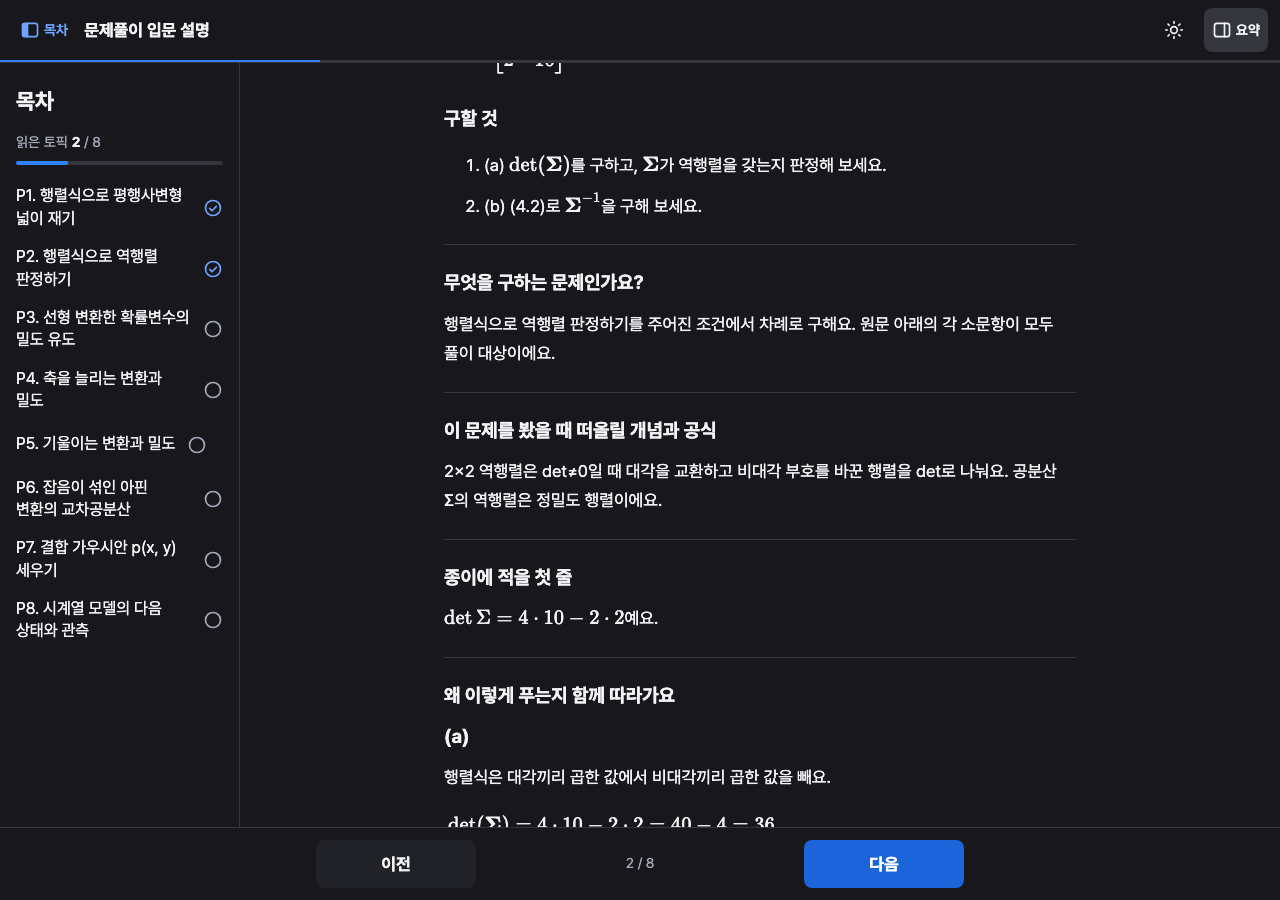 목차
문제풀이 입문 설명
요약
목차
읽은 토픽 2 / 8
P1. 행렬식으로 평행사변형
넓이 재기
P2. 행렬식으로 역행렬
판정하기
P3. 선형 변환한 확률변수의
밀도 유도
P4. 축을 늘리는 변환과
밀도
P5. 기울이는 변환과 밀도
P6. 잡음이 섞인 아핀
변환의 교차공분산
P7. 결합 가우시안 p(x, y)
세우기
P8. 시계열 모델의 다음
상태와 관측
구할 것
1. (a) det(Σ)를 구하고, Σ가 역행렬을 갖는지 판정해 보세요.
2. (b) (4.2)로 Σ⁻¹을 구해 보세요.
무엇을 구하는 문제인가요?
행렬식으로 역행렬 판정하기를 주어진 조건에서 차례로 구해요. 원문 아래의 각 소문항이 모두
풀이 대상이에요.
이 문제를 봤을 때 떠올릴 개념과 공식
2×2 역행렬은 det≠0일 때 대각을 교환하고 비대각 부호를 바꾼 행렬을 det로 나눠요. 공분산
Σ의 역행렬은 정밀도 행렬이에요.
종이에 적을 첫 줄
det Σ = 4 · 10 − 2 · 2예요.
왜 이렇게 푸는지 함께 따라가요
(a)
행렬식은 대각끼리 곱한 값에서 비대각끼리 곱한 값을 빼요.
det(Σ) = 4 · 10 − 2 · 2 = 40 − 4 = 36
이전
2 / 8
다음